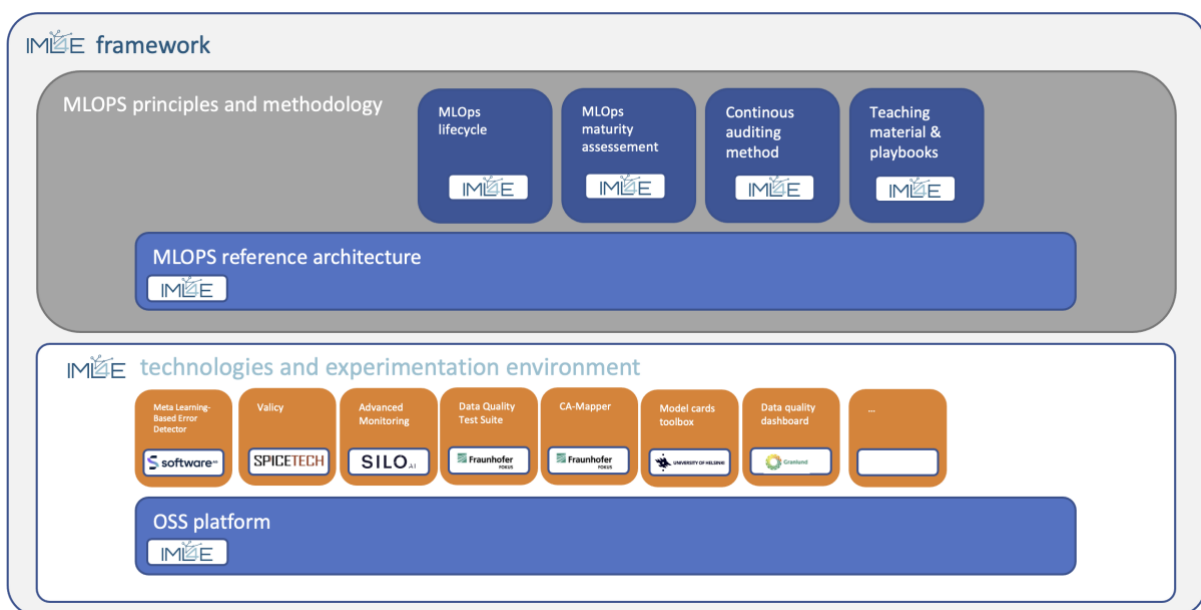 IML4E framework
MLOPS principles and methodology
MLOps
lifecycle
IML4E
MLOps
maturity
assessement
IML4E
Continous
auditing
method
IML4E
Teaching
material &
playbooks
IML4E
MLOPS reference architecture
IML4E
IML4E technologies and experimentation environment
Meta Learning-
Based Error
Detector
software AG
Valicy
SPICETECH
Advanced
Monitoring
SILO.AI
Data Quality
Test Suite
Fraunhofer
FOKUS
CA-Mapper
Fraunhofer
FOKUS
Model cards
toolbox
UNIVERSITY OF HELSINKI
Data quality
dashboard
Granlund
...
OSS platform
IML4E